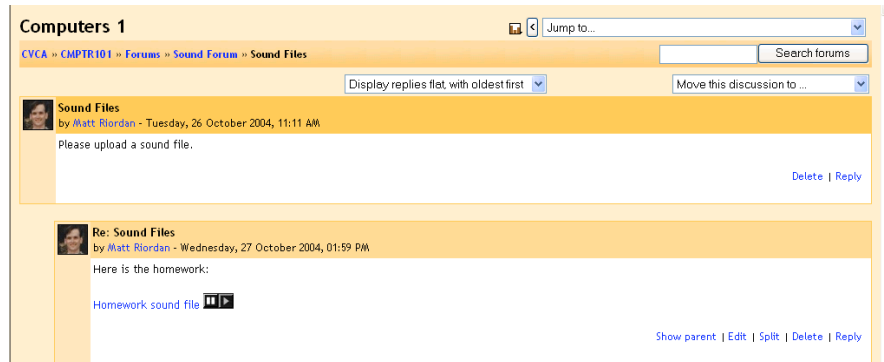 Computers 1
Jump to...
CVCA » CMPTR101 » Forums » Sound Forum » Sound Files
Search forums
Display replies flat, with oldest first
Move this discussion to ...
Sound Files
by Matt Riordan - Tuesday, 26 October 2004, 11:11 AM
Please upload a sound file.
Delete | Reply
Re: Sound Files
by Matt Riordan - Wednesday, 27 October 2004, 01:59 PM
Here is the homework:
Homework sound file
Show parent | Edit | Split | Delete | Reply